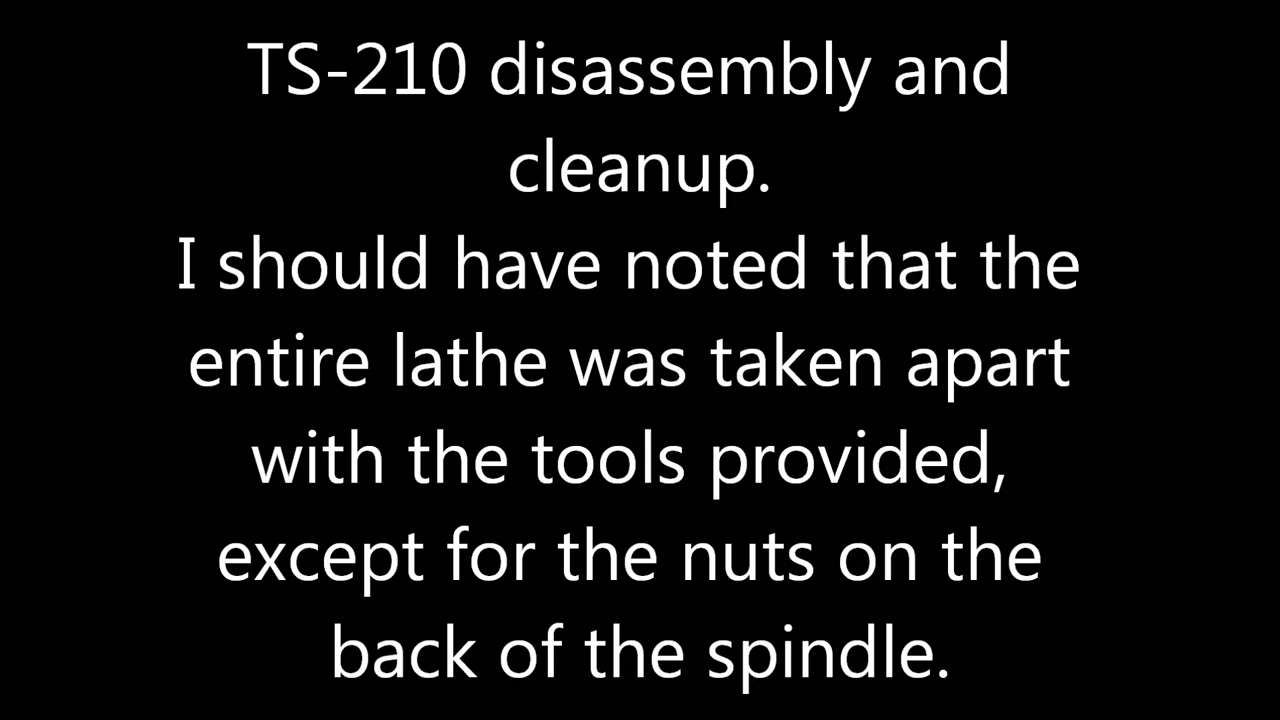 TS-210 disassembly and
cleanup.
I should have noted that the
entire lathe was taken apart
with the tools provided,
except for the nuts on the
back of the spindle.